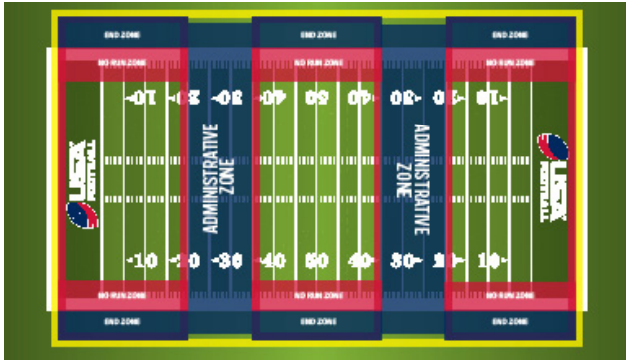 END ZONE END ZONE END ZONE
NO RUN ZONE NO RUN ZONE NO RUN ZONE
USA
FOOTBALL
ADMINISTRATIVE
ZONE
ADMINISTRATIVE
ZONE
USA
FOOTBALL
10 30 40 50 40 30 10
NO RUN ZONE NO RUN ZONE NO RUN ZONE
END ZONE END ZONE END ZONE